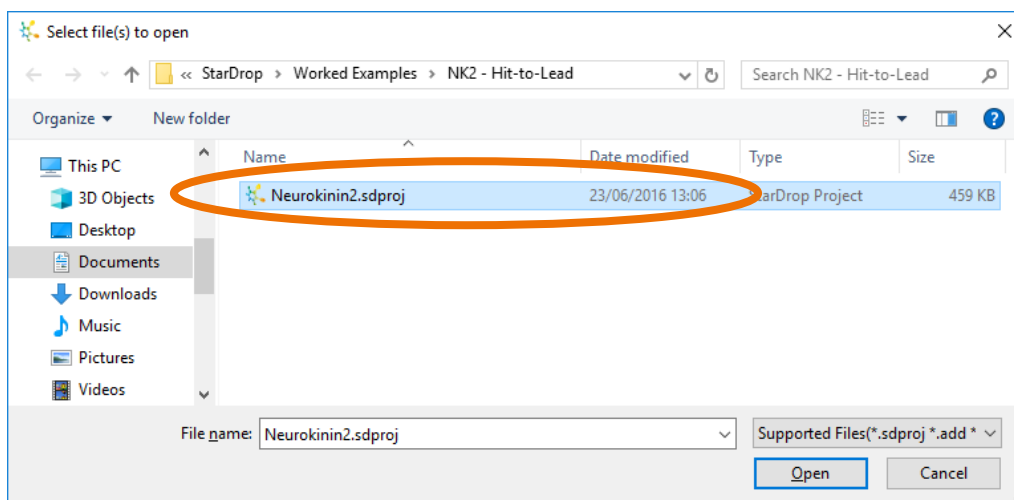 Select file(s) to open
« StarDrop › Worked Examples › NK2 - Hit-to-Lead
Search NK2 - Hit-to-Lead
Organize
New folder
Name
Date modified
Type
Size
This PC
3D Objects
Desktop
Documents
Downloads
Music
Pictures
Videos
Neurokinin2.sdproj
23/06/2016 13:06
StarDrop Project
459 KB
File name:
Neurokinin2.sdproj
Supported Files(*.sdproj *.add *
Open
Cancel